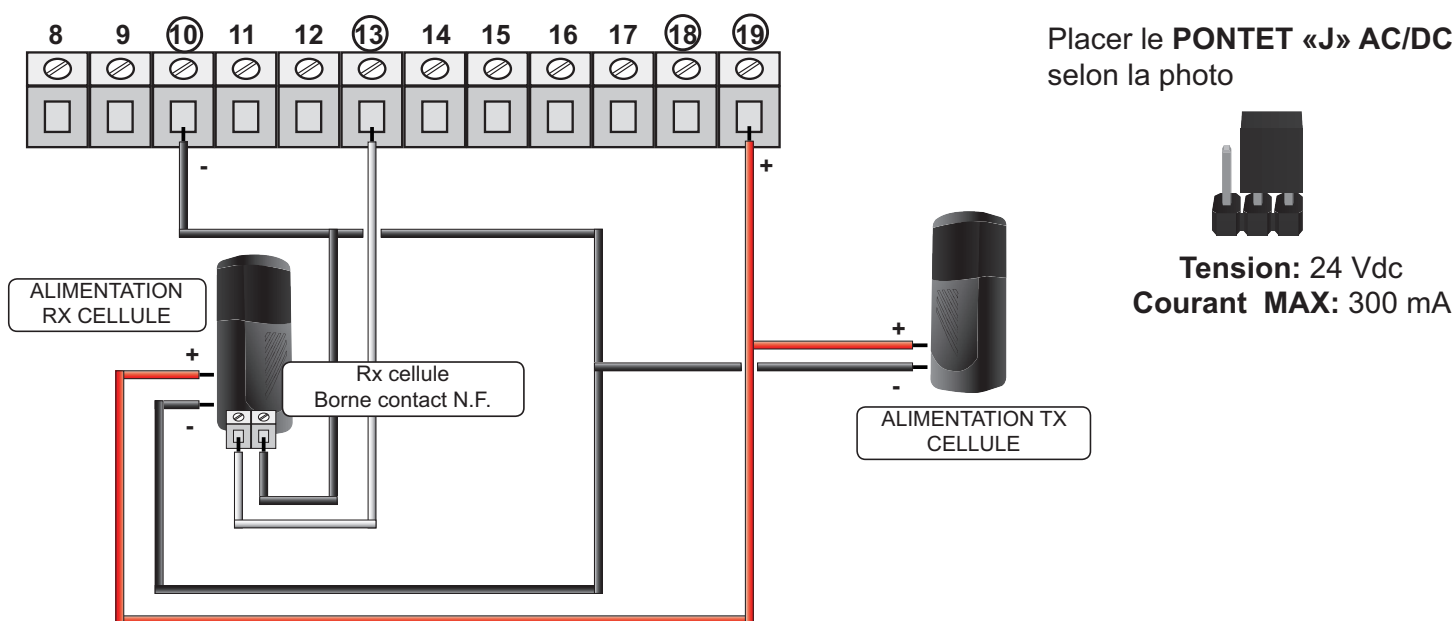 8 9 10 11 12 13 14 15 16 17 18 19
Placer le PONTET «J» AC/DC
selon la photo
- +
Tension: 24 Vdc
Courant MAX: 300 mA
ALIMENTATION
RX CELLULE
+
-
Rx cellule
Borne contact N.F.
+
-
ALIMENTATION TX
CELLULE